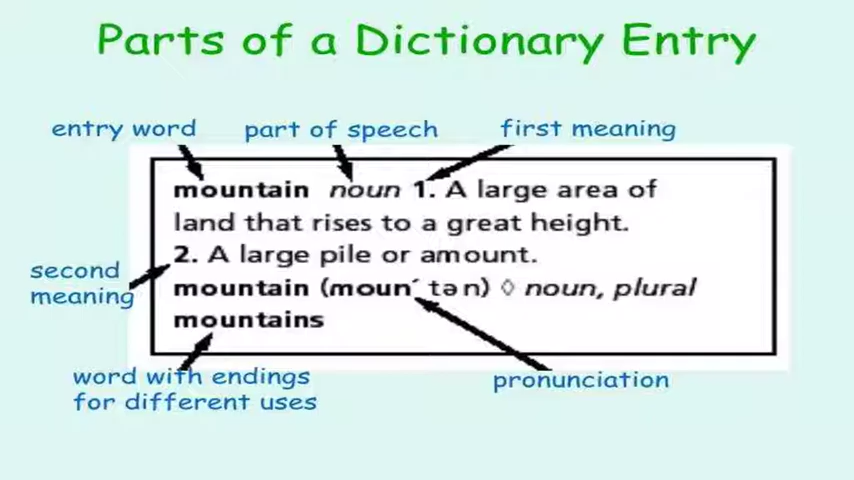 Parts of a Dictionary Entry
entry word part of speech first meaning
mountain noun 1. A large area of
land that rises to a great height.
2. A large pile or amount.
second
meaning
mountain (moun´ tən) ◊ noun, plural
mountains
word with endings
for different uses
pronunciation